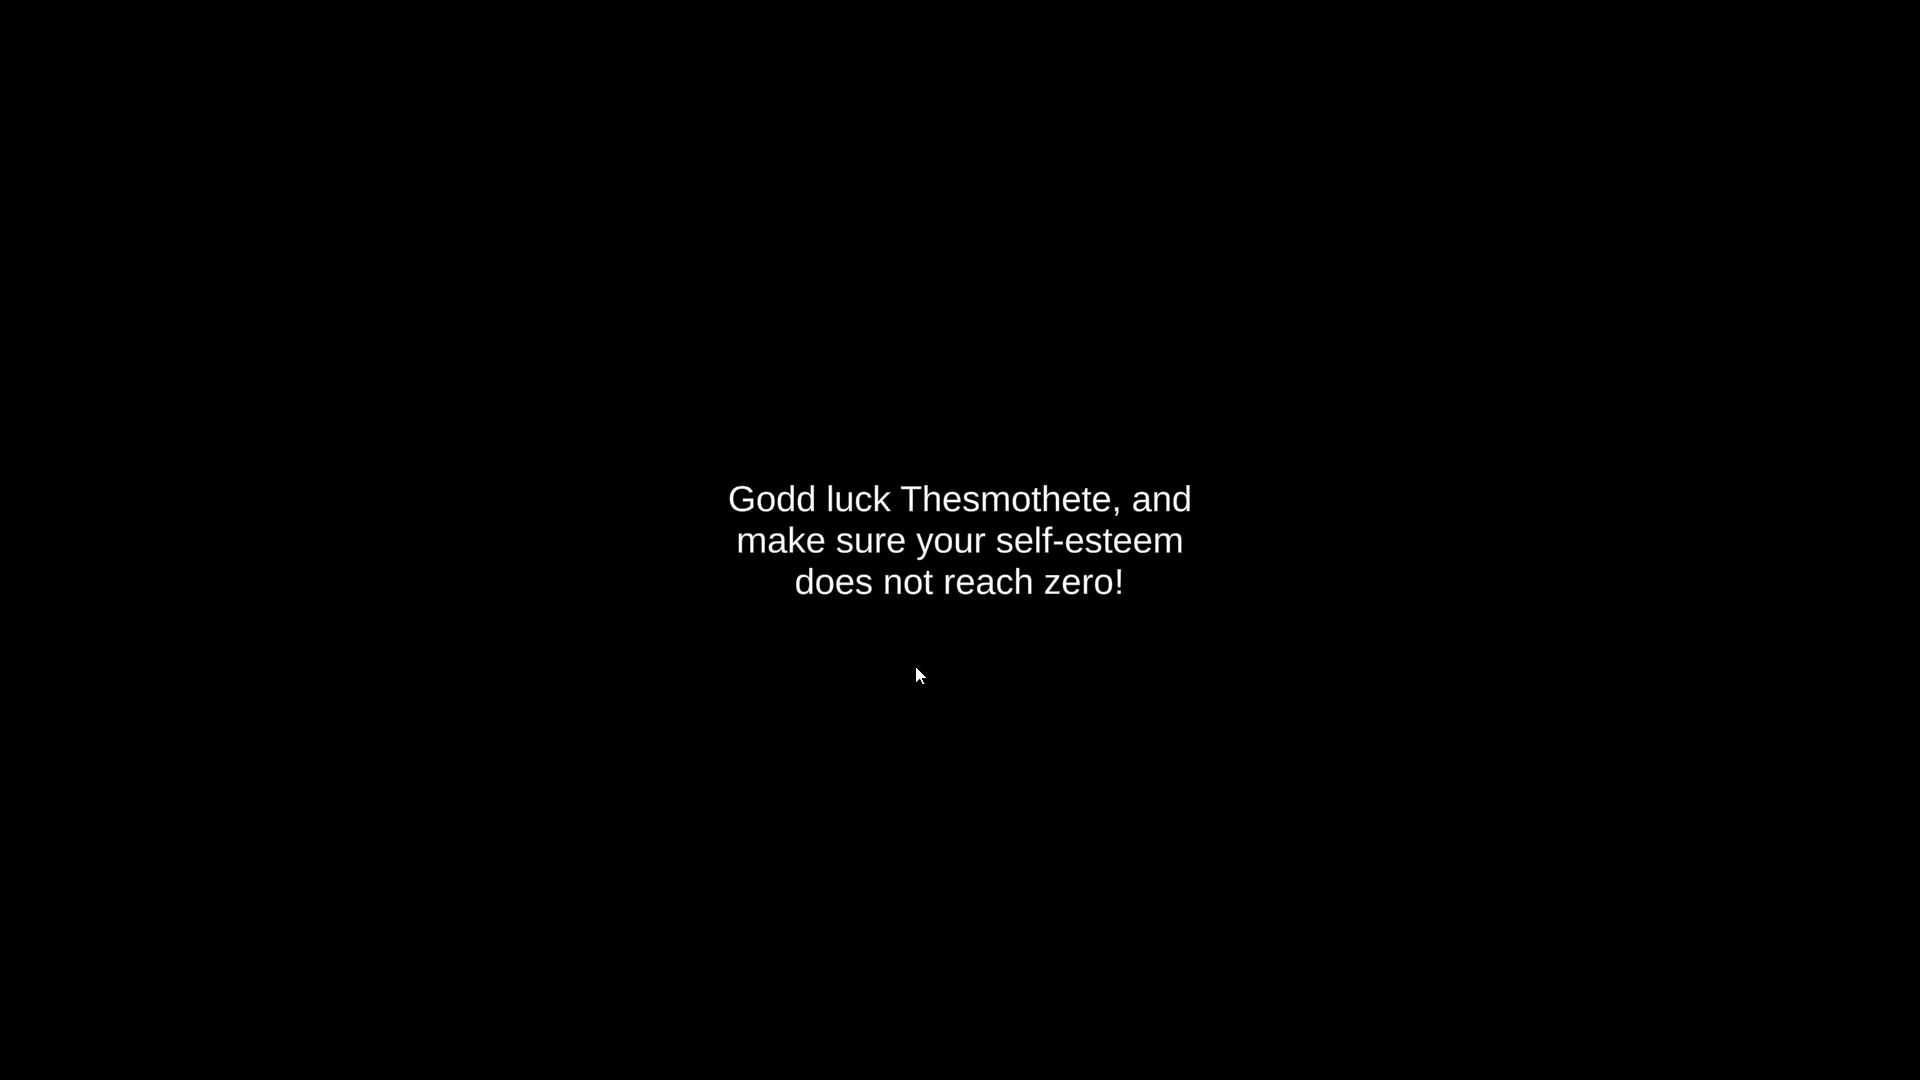 Godd luck Thesmothete, and
make sure your self-esteem
does not reach zero!